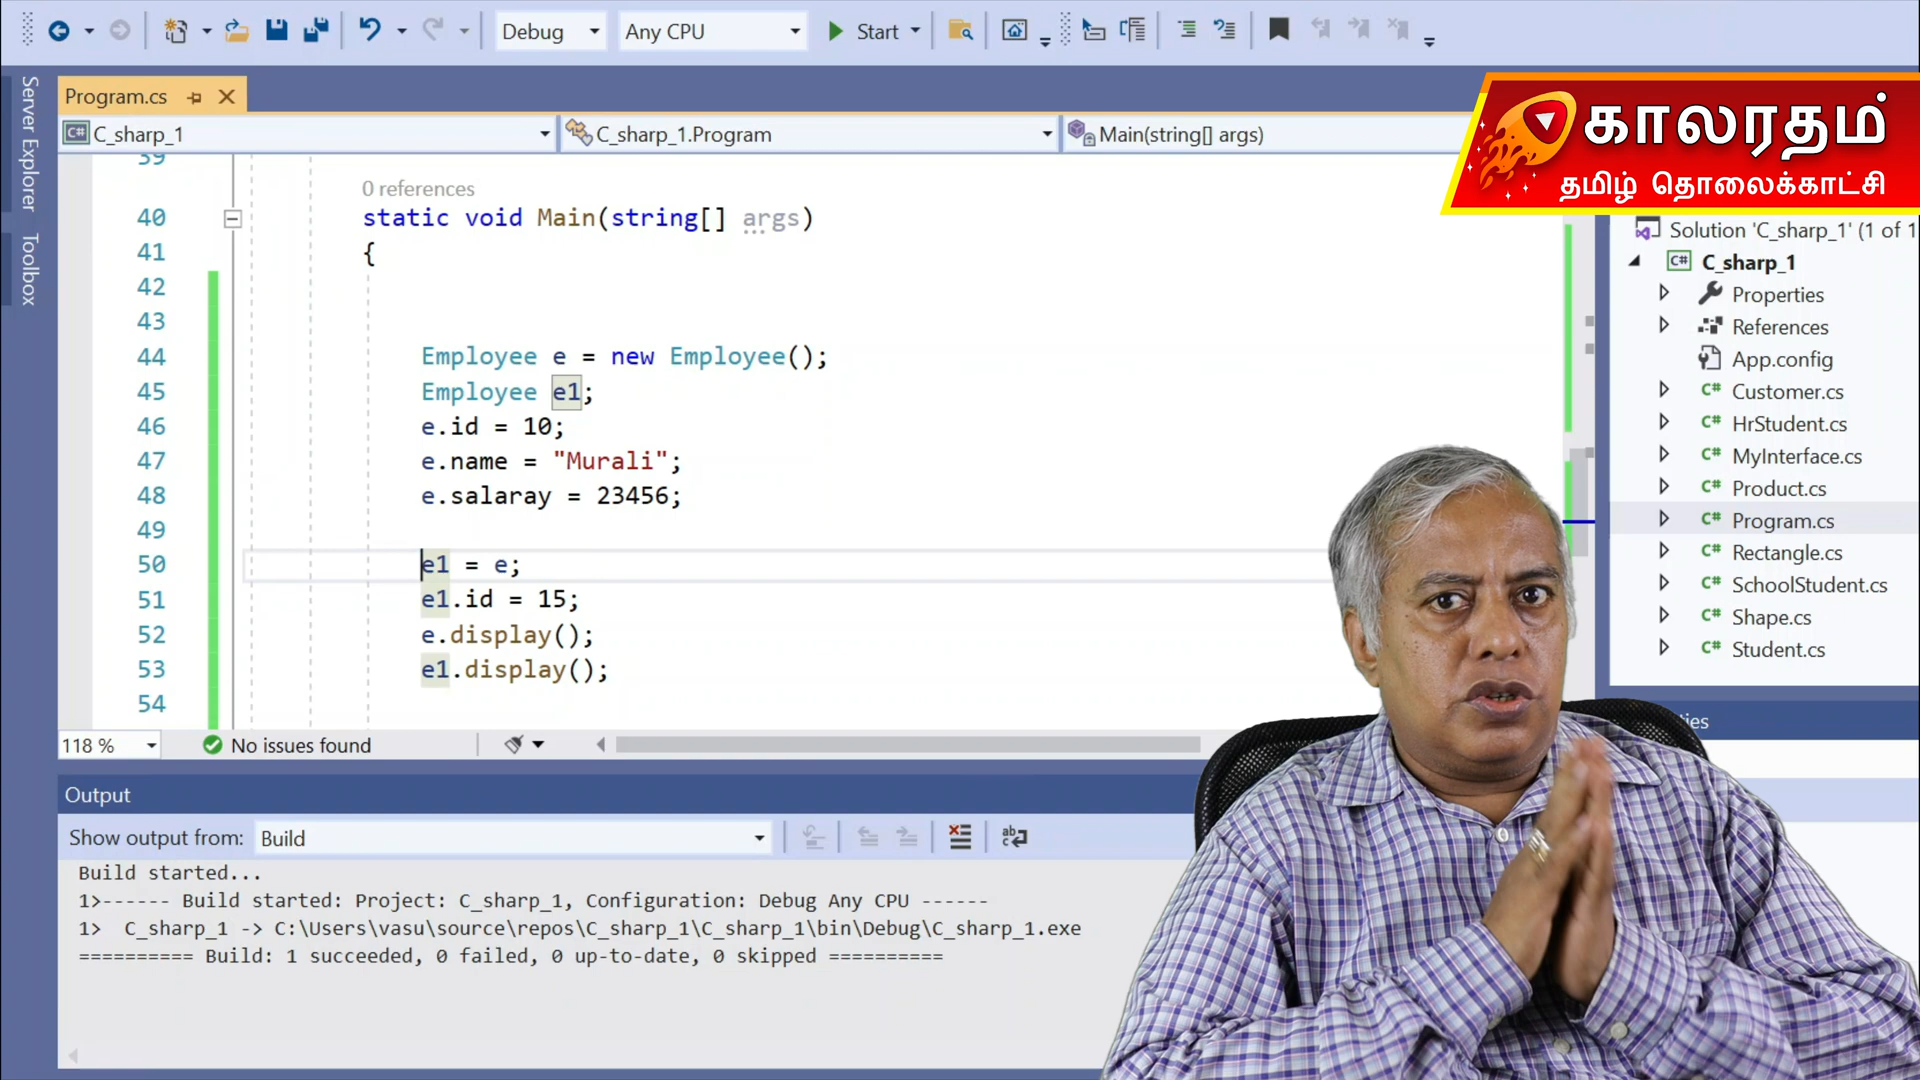 Debug
Any CPU
Start
Server Explorer
Toolbox
Program.cs
C# C_sharp_1
C_sharp_1.Program
Main(string[] args)
காலரதம்
தமிழ் தொலைக்காட்சி
39
0 references
40 static void Main(string[] args)
41 {
42
43
44 Employee e = new Employee();
45 Employee e1;
46 e.id = 10;
47 e.name = "Murali";
48 e.salaray = 23456;
49
50 e1 = e;
51 e1.id = 15;
52 e.display();
53 e1.display();
54
Solution 'C_sharp_1' (1 of 1
C# C_sharp_1
Properties
References
App.config
C# Customer.cs
C# HrStudent.cs
C# MyInterface.cs
C# Product.cs
C# Program.cs
C# Rectangle.cs
C# SchoolStudent.cs
C# Shape.cs
C# Student.cs
118 %
No issues found
Output
Show output from: Build
Build started...
1>------ Build started: Project: C_sharp_1, Configuration: Debug Any CPU ------
1>  C_sharp_1 -> C:\Users\vasu\source\repos\C_sharp_1\C_sharp_1\bin\Debug\C_sharp_1.exe
========== Build: 1 succeeded, 0 failed, 0 up-to-date, 0 skipped ==========